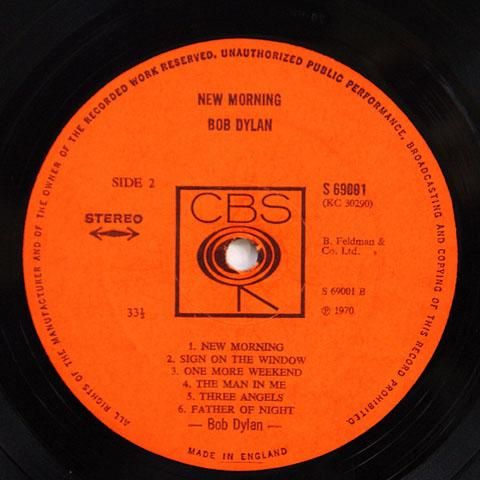 ALL RIGHTS OF THE MANUFACTURER AND OF THE OWNER OF THE RECORDED WORK RESERVED. UNAUTHORIZED PUBLIC PERFORMANCE, BROADCASTING AND COPYING OF THIS RECORD PROHIBITED.
NEW MORNING
BOB DYLAN
SIDE 2
S 69001
(KC 30290)
STEREO
CBS
B. Feldman &
Co. Ltd.
S 69001 B
33⅓
℗ 1970
1. NEW MORNING
2. SIGN ON THE WINDOW
3. ONE MORE WEEKEND
4. THE MAN IN ME
5. THREE ANGELS
6. FATHER OF NIGHT
— Bob Dylan —
MADE IN ENGLAND